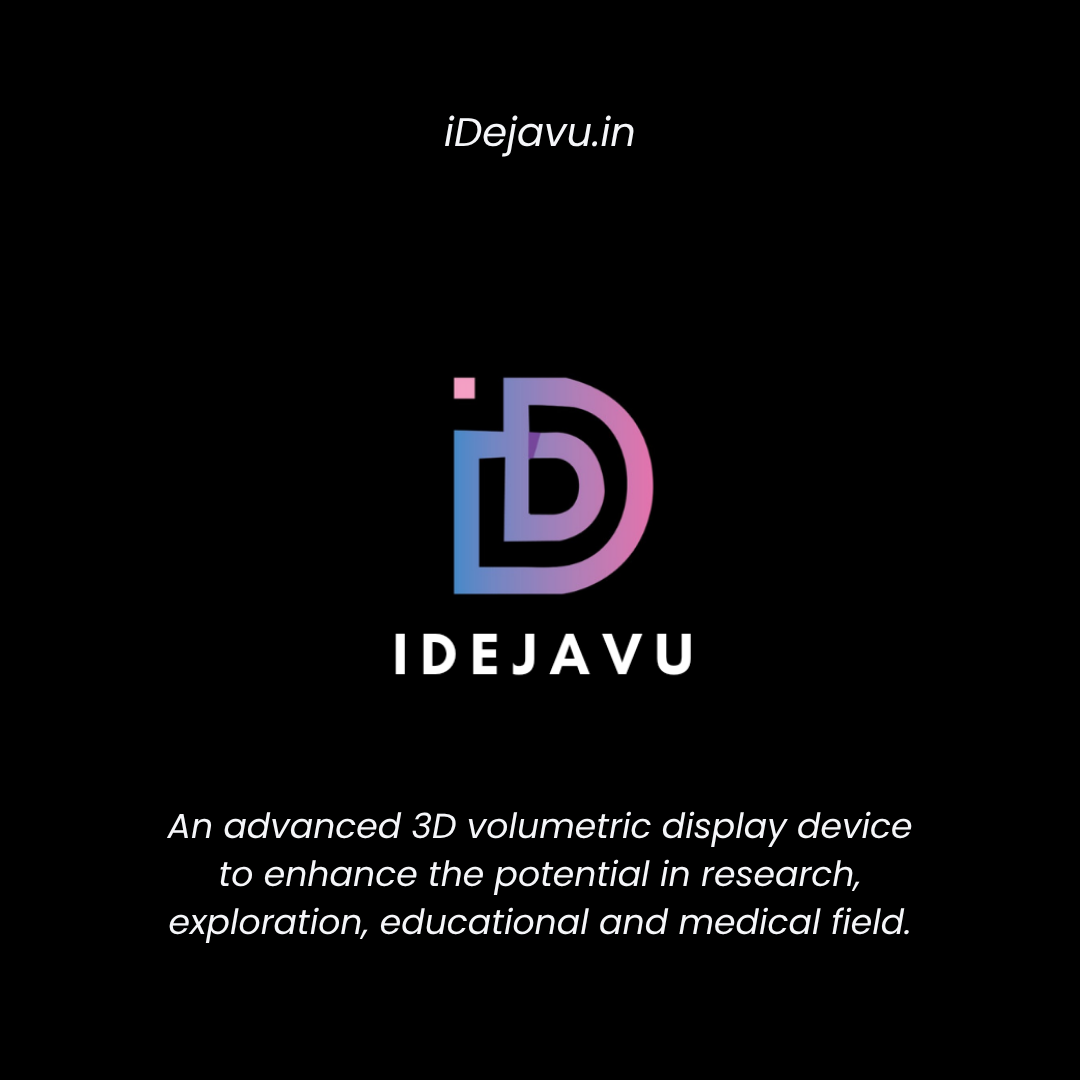 iDejavu.in
iD
IDEJAVU
An advanced 3D volumetric display device
to enhance the potential in research,
exploration, educational and medical field.